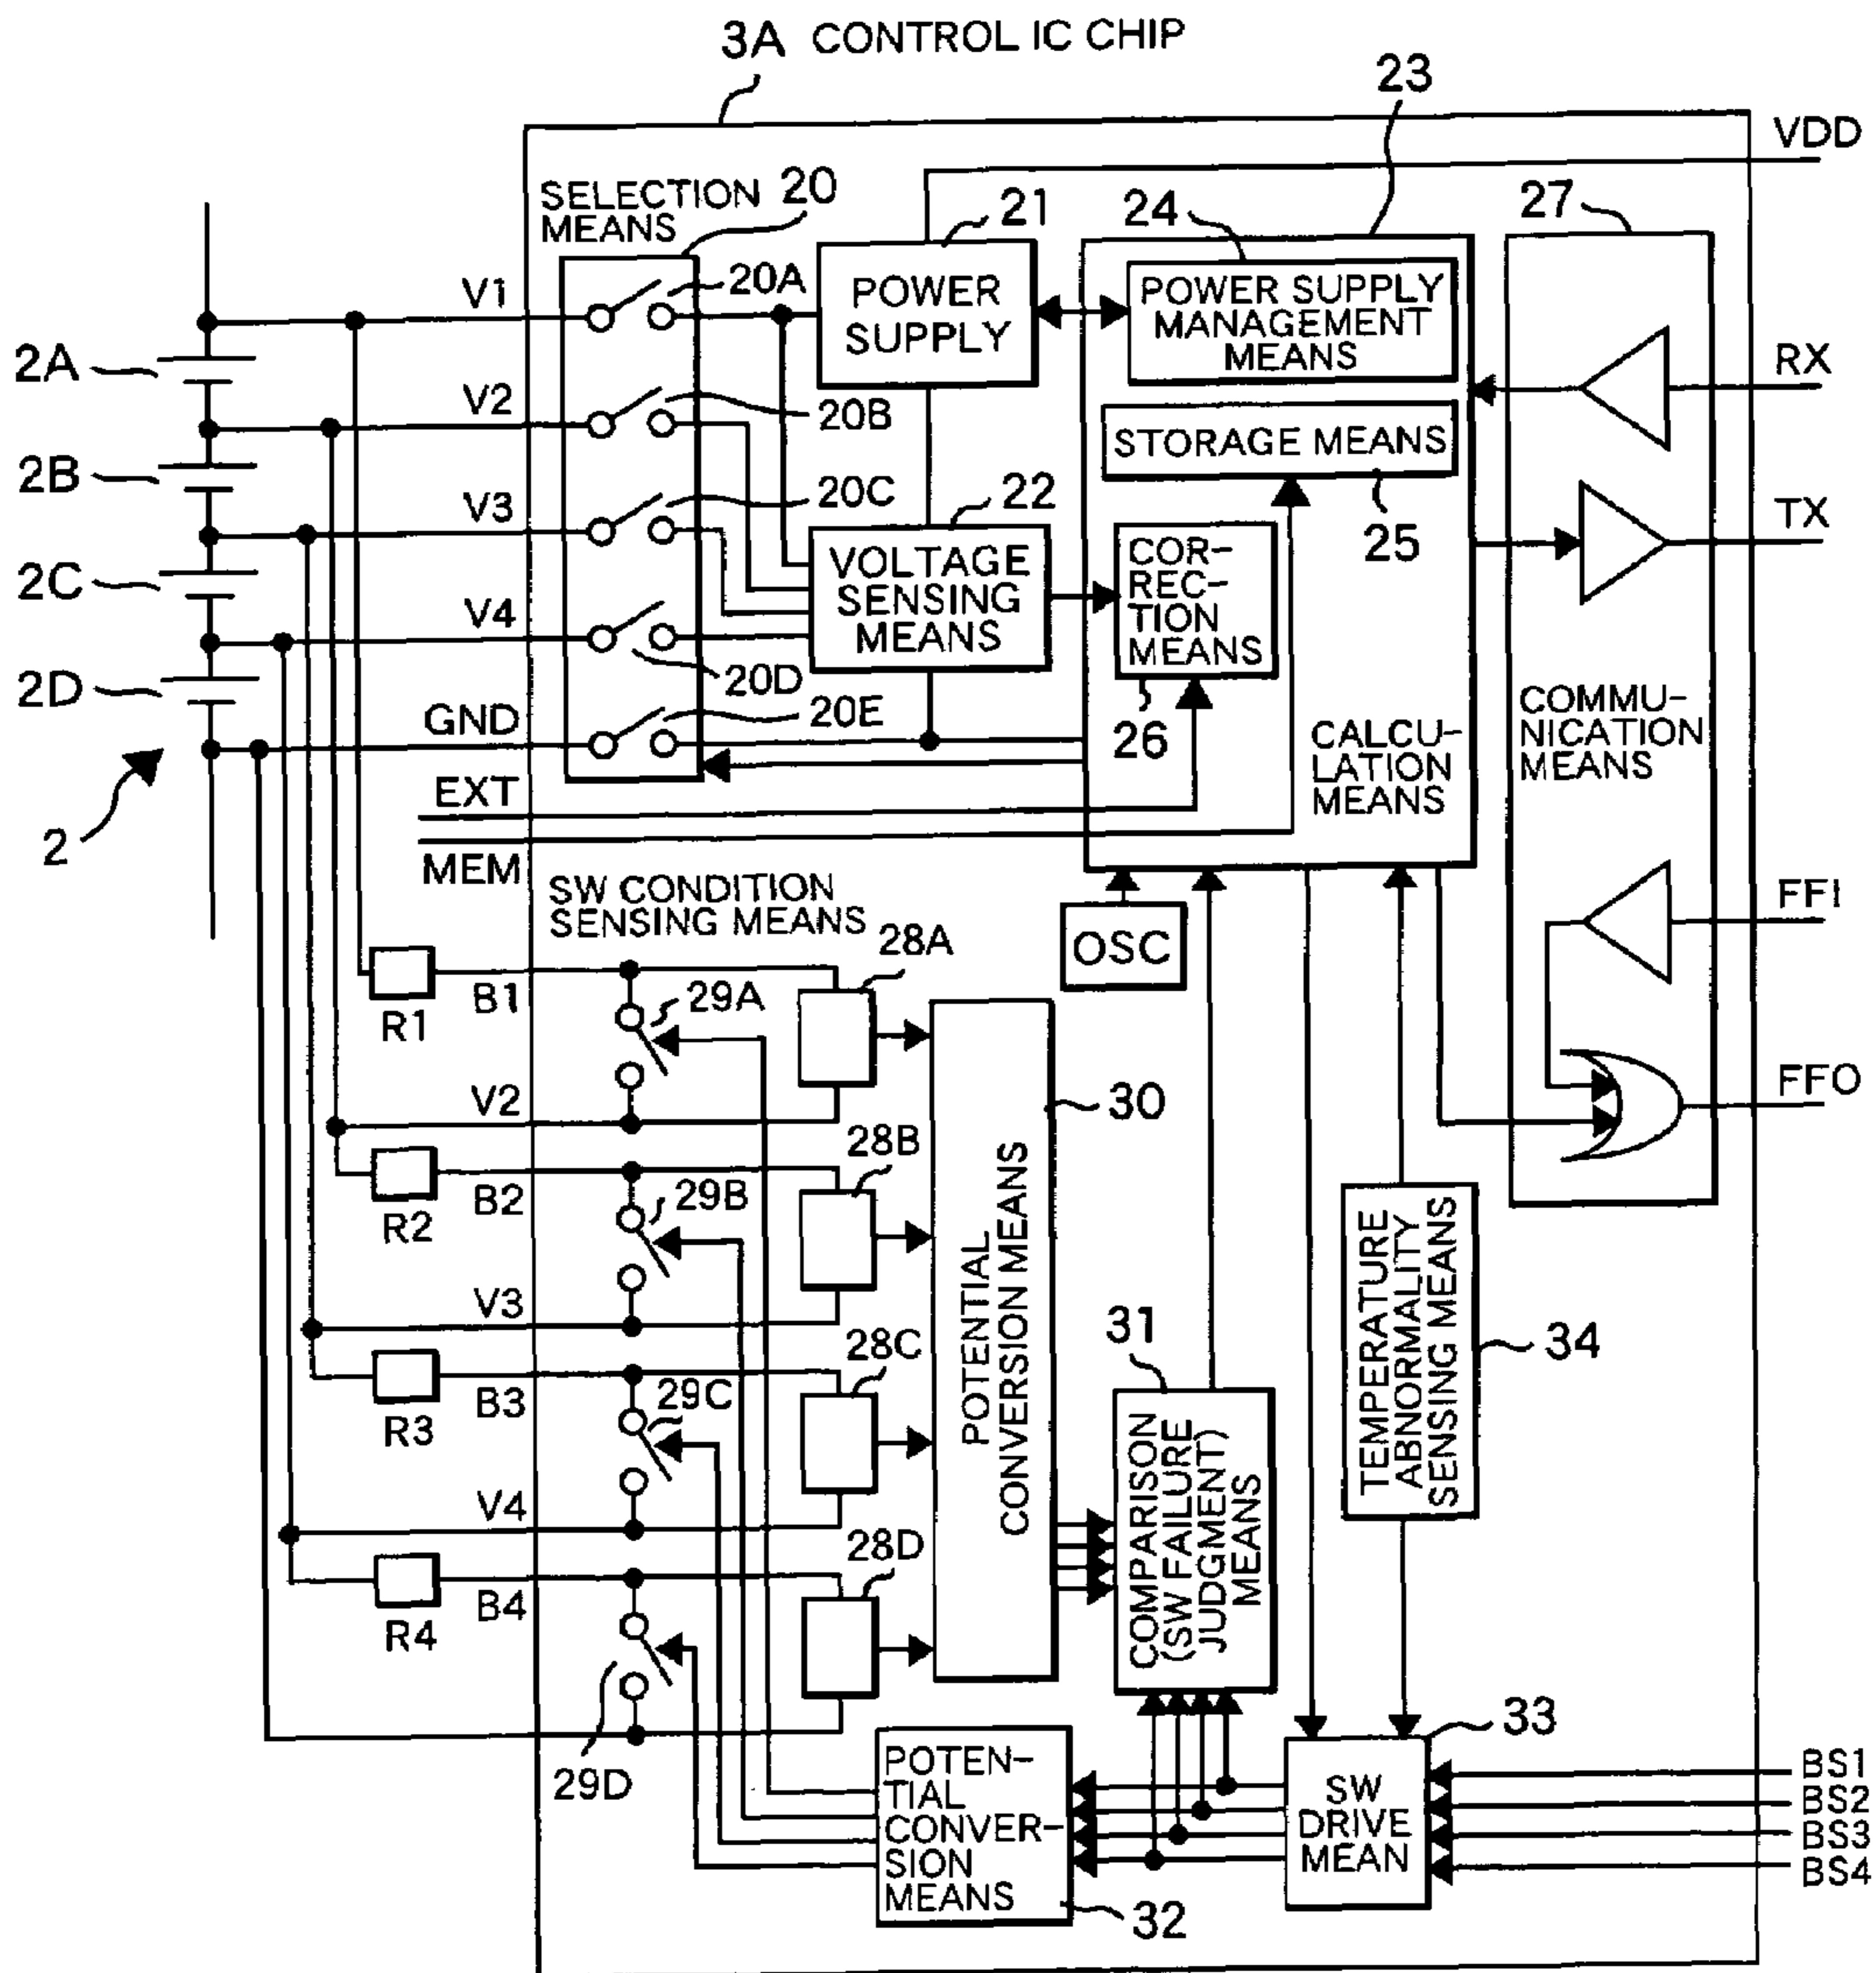 3A CONTROL IC CHIP
23
VDD
SELECTION
MEANS
20
21
24
27
V1
20A
POWER
SUPPLY
POWER SUPPLY
MANAGEMENT
MEANS
RX
2A
V2
20B
STORAGE MEANS
2B
V3
20C
22
25
TX
VOLTAGE
SENSING
MEANS
COR-
REC-
TION
MEANS
2C
V4
20D
2D
GND
20E
26
CALCU-
LATION
MEANS
COMMU-
NICATION
MEANS
EXT
2
MEM
SW CONDITION
SENSING MEANS
28A
OSC
FFI
R1
B1
29A
30
FFO
V2
28B
R2
B2
29B
POTENTIAL
CONVERSION MEANS
TEMPERATURE
ABNORMALITY
SENSING MEANS
34
V3
28C
31
R3
B3
29C
COMPARISON
(SW FAILURE
JUDGMENT)
MEANS
V4
28D
R4
B4
29D
POTEN-
TIAL
CONVER-
SION
MEANS
32
33
SW
DRIVE
MEAN
BS1
BS2
BS3
BS4